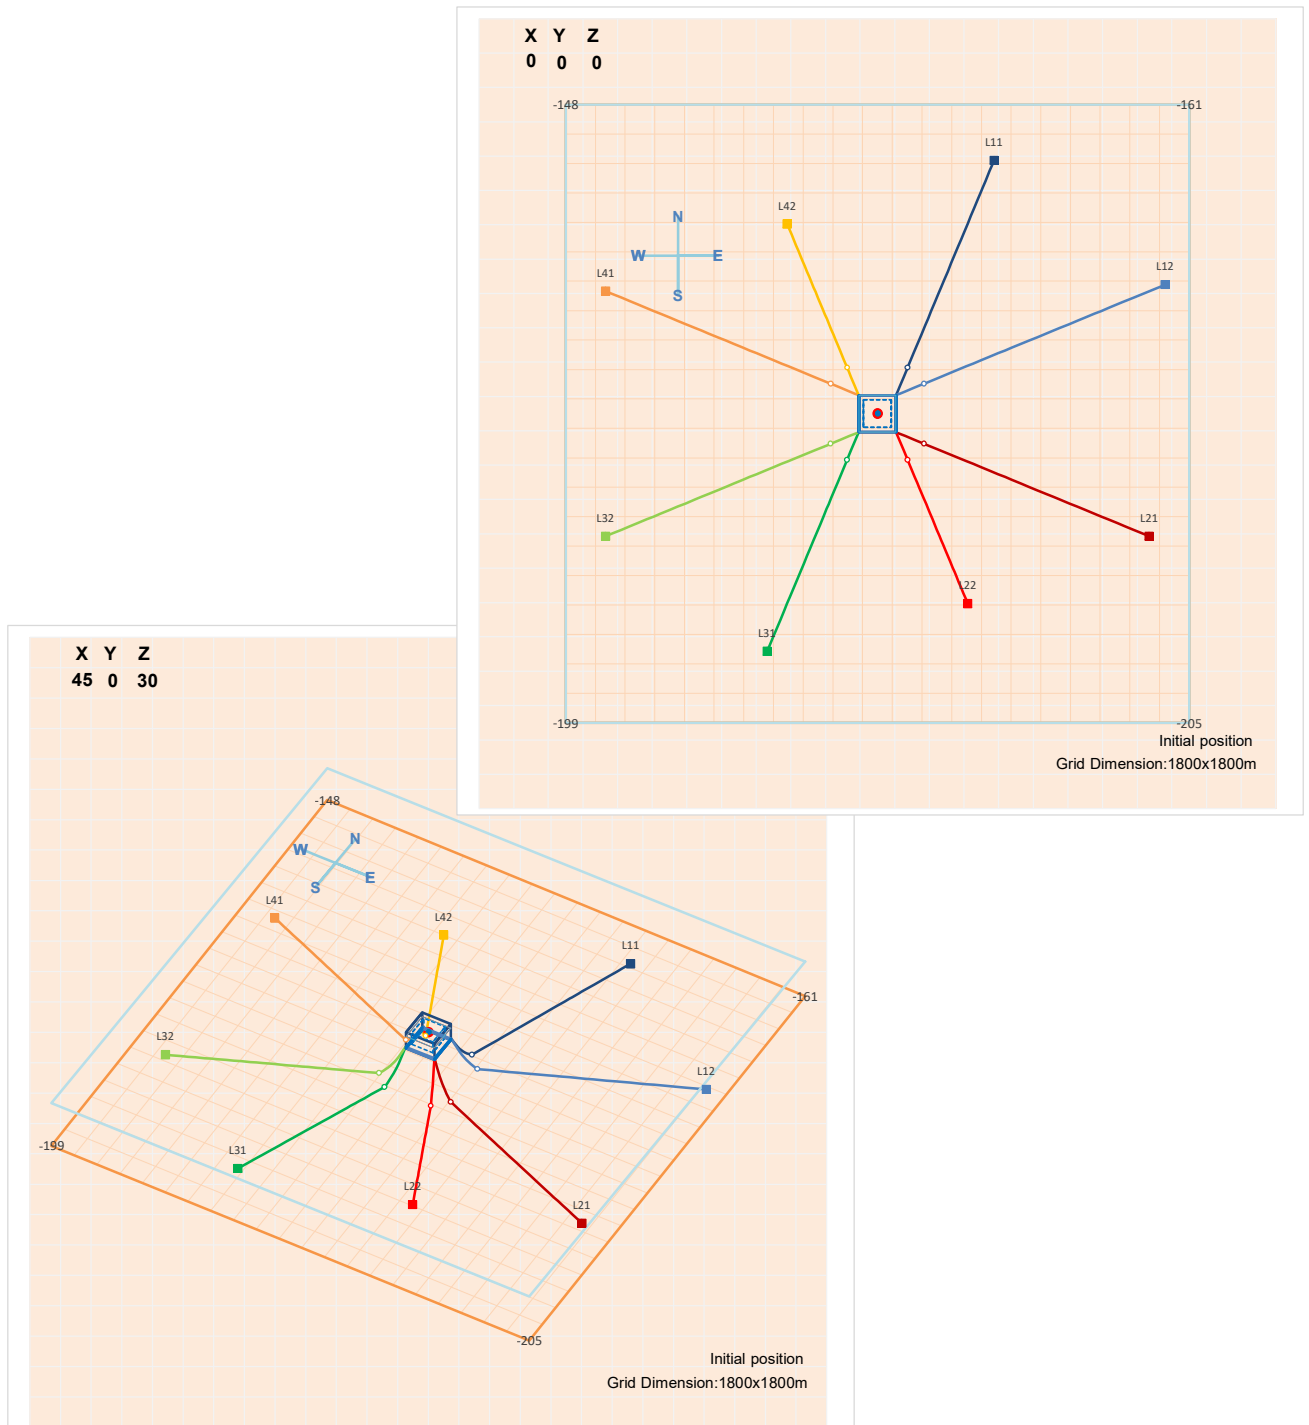 X Y Z
0 0 0
-148 -161
L11
L42
N
W E
S
L12
L41
L32
L21
L22
L31
-199 -205
Initial position
Grid Dimension:1800x1800m
X Y Z
45 0 30
-148
N
W
E
S
L41
L42
L11
-161
L32
L12
-199
L31
L22
L21
-205
Initial position
Grid Dimension:1800x1800m